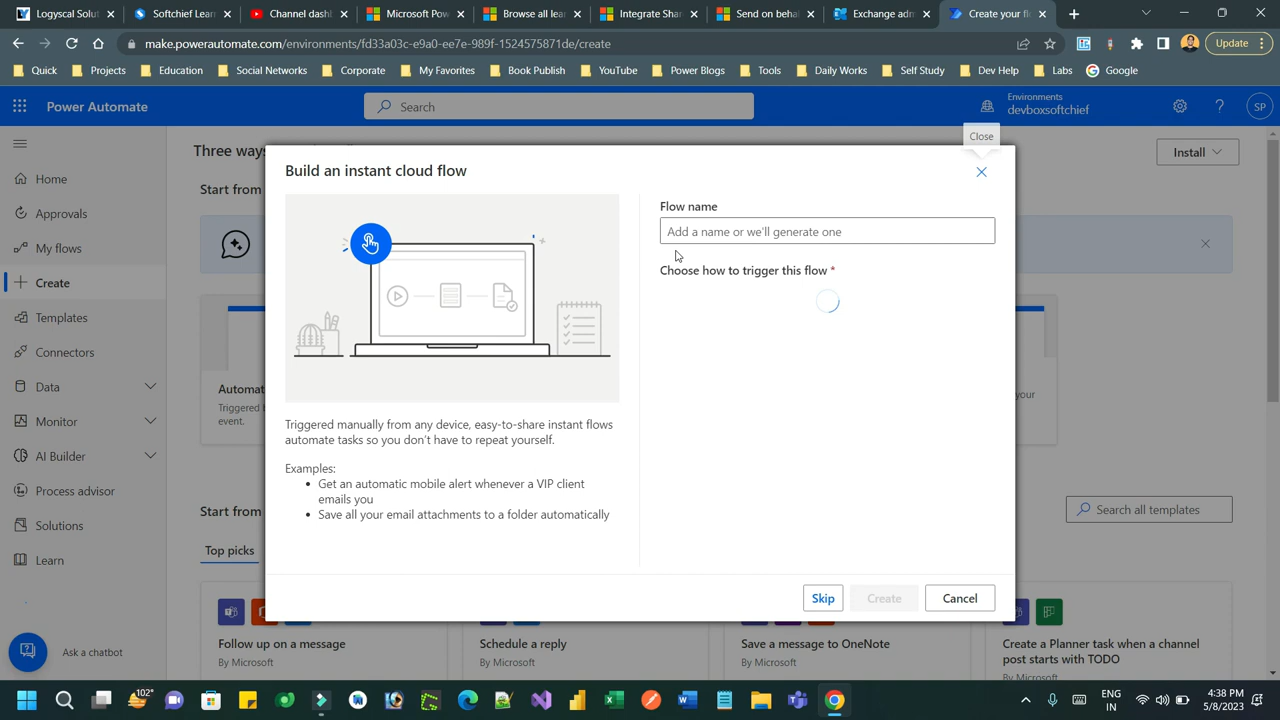 Logyscal Solut
Softchief Learn
Channel dashb
Microsoft Pow
Browse all lea
Integrate Shar
Send on behal
Exchange adm
Create your fl
make.powerautomate.com/environments/fd33a03c-e9a0-ee7e-989f-1524575871de/create
Update
Quick
Projects
Education
Social Networks
Corporate
My Favorites
Book Publish
YouTube
Power Blogs
Tools
Daily Works
Self Study
Dev Help
Labs
Google
Power Automate
Search
Environments
devboxsoftchief
SP
Close
Three ways
Install
Home
Start from
Build an instant cloud flow
Approvals
Flow name
Add a name or we'll generate one
My flows
Choose how to trigger this flow *
Create
Templates
Connectors
Data
Automat
Triggered b
event.
your
Monitor
Triggered manually from any device, easy-to-share instant flows
automate tasks so you don't have to repeat yourself.
AI Builder
Examples:
• Get an automatic mobile alert whenever a VIP client
emails you
• Save all your email attachments to a folder automatically
Process advisor
Start from
Search all templates
Solutions
Top picks
Learn
Skip
Create
Cancel
Follow up on a message
By Microsoft
Schedule a reply
By Microsoft
Save a message to OneNote
By Microsoft
Create a Planner task when a channel
post starts with TODO
By Microsoft
Ask a chatbot
102°
ENG
IN
4:38 PM
5/8/2023